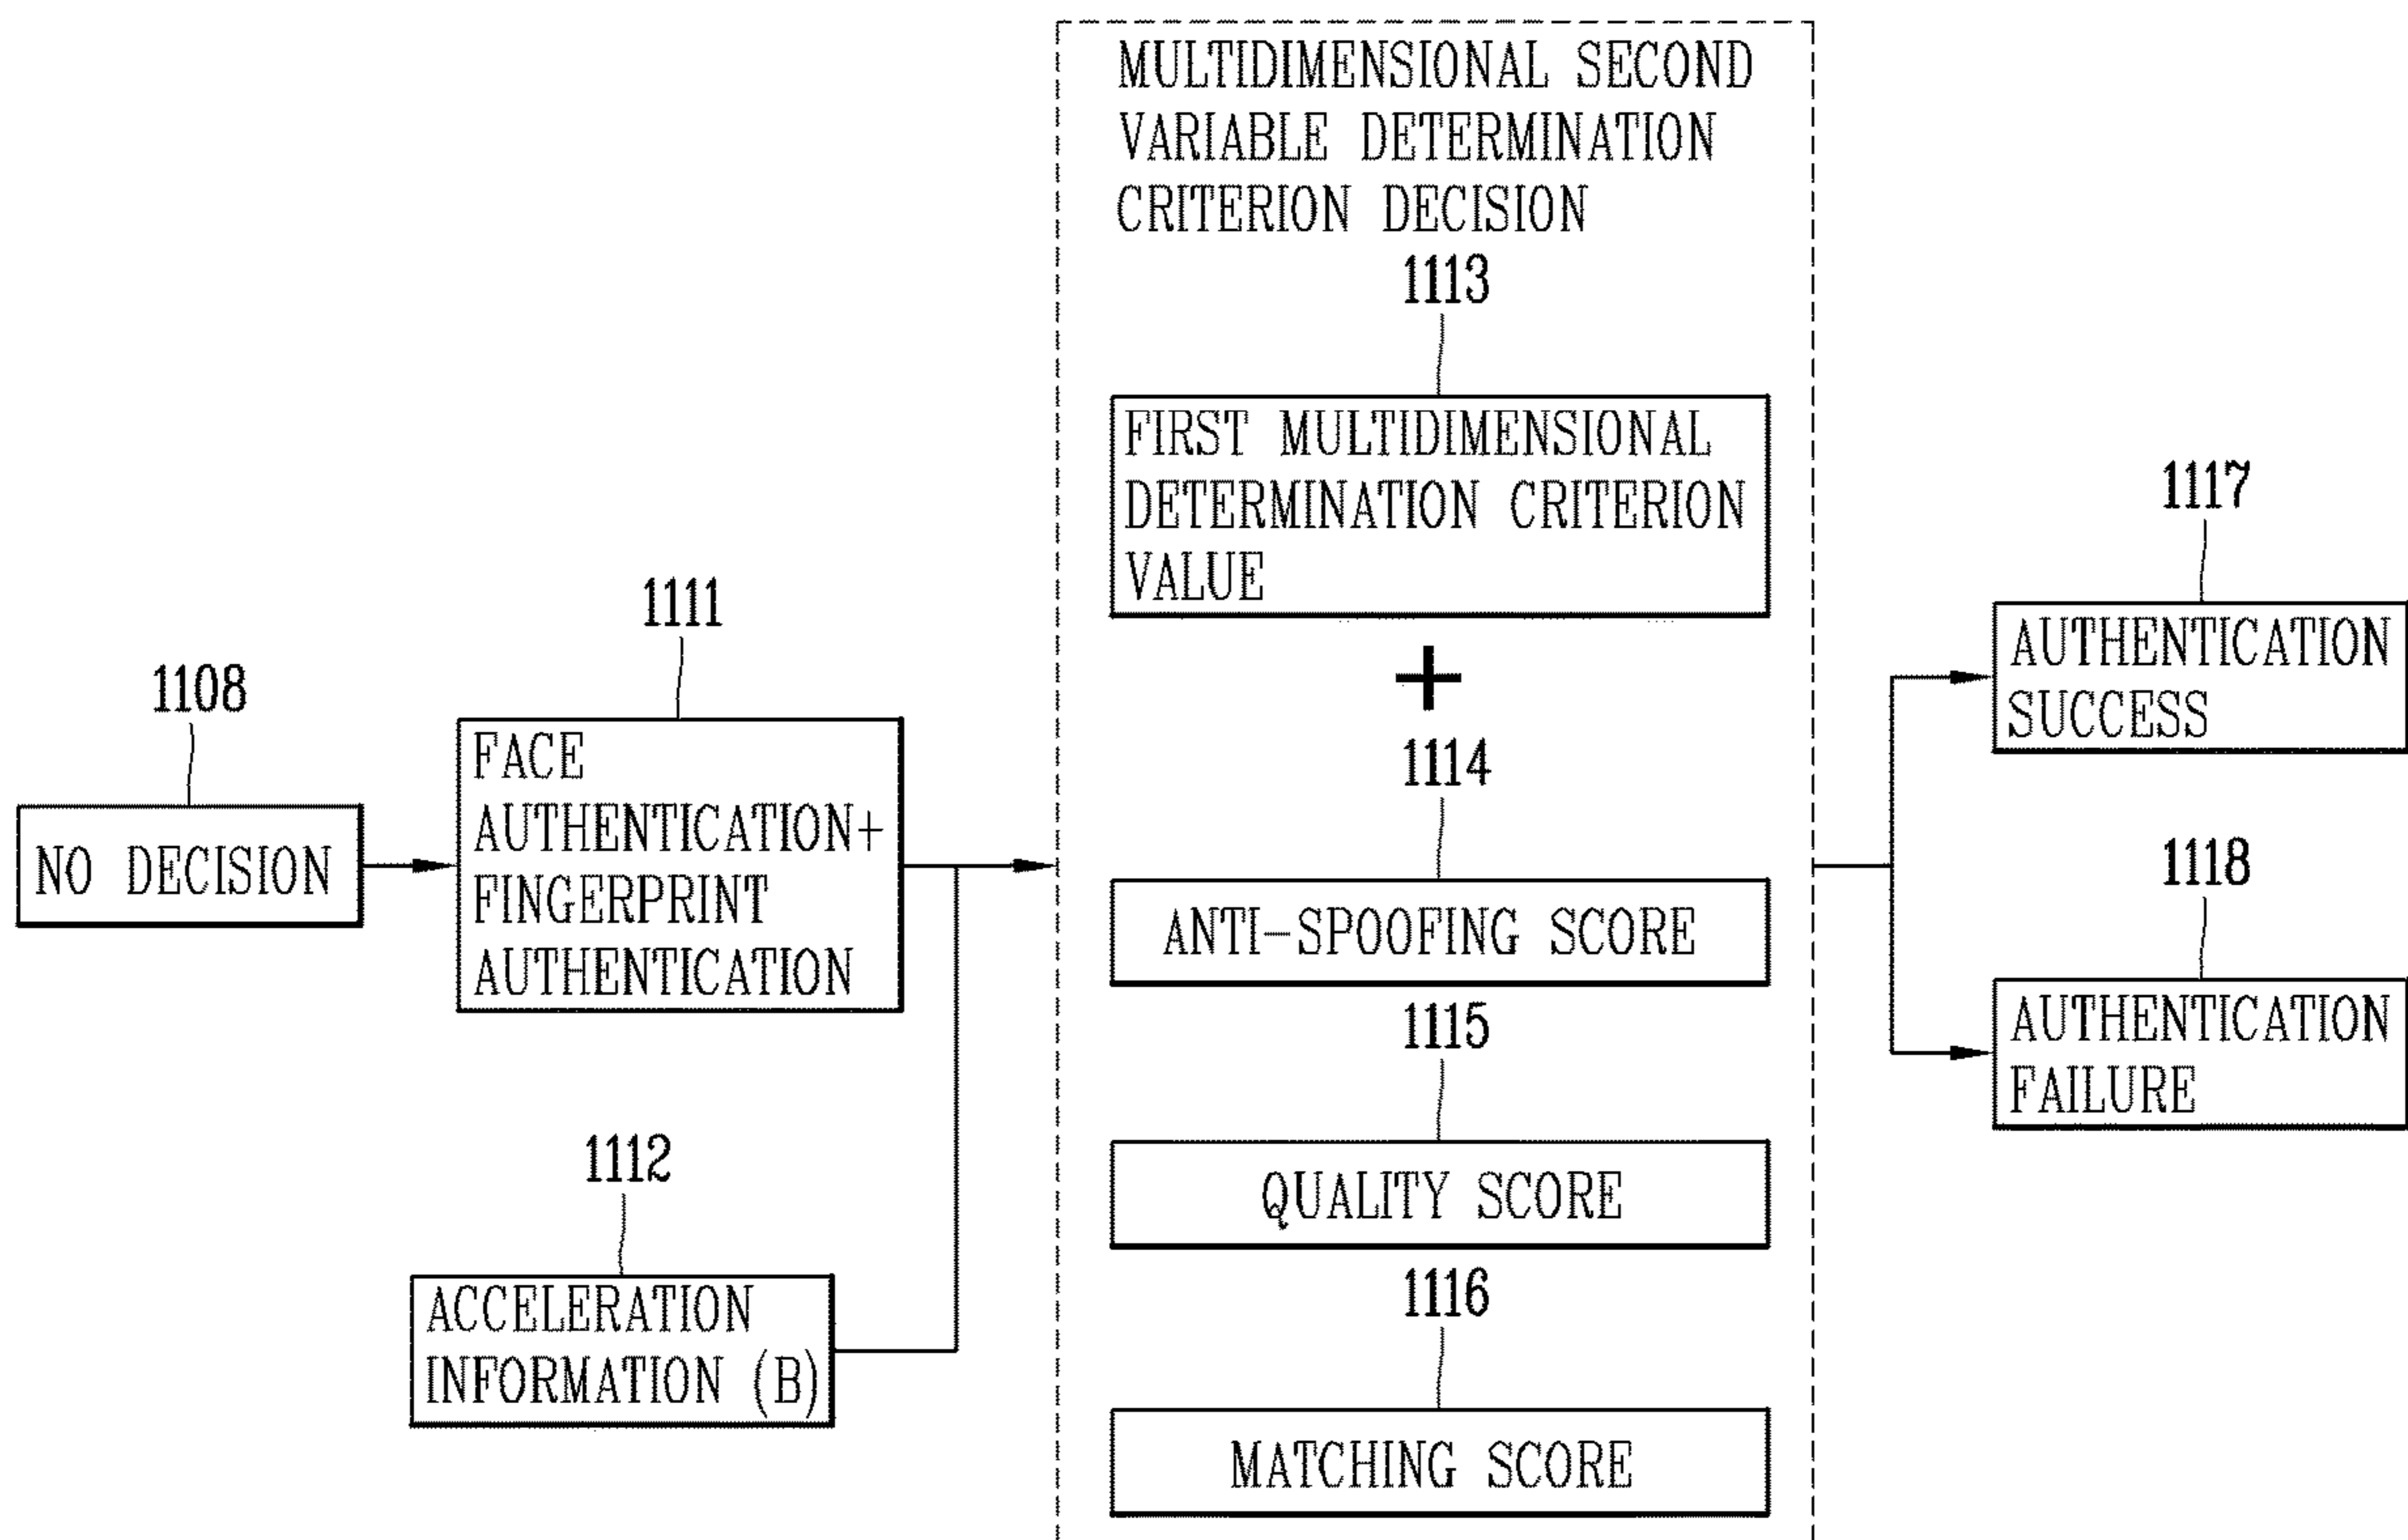 1108
NO DECISION
1111
FACE
AUTHENTICATION+
FINGERPRINT
AUTHENTICATION
1112
ACCELERATION
INFORMATION (B)
MULTIDIMENSIONAL SECOND
VARIABLE DETERMINATION
CRITERION DECISION
1113
FIRST MULTIDIMENSIONAL
DETERMINATION CRITERION
VALUE
+
1114
ANTI-SPOOFING SCORE
1115
QUALITY SCORE
1116
MATCHING SCORE
1117
AUTHENTICATION
SUCCESS
1118
AUTHENTICATION
FAILURE